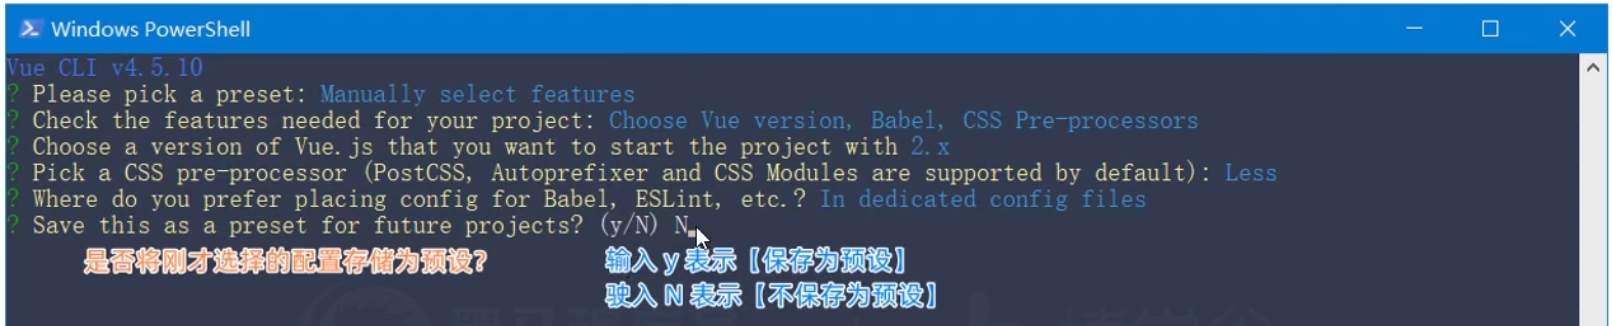 Windows PowerShell
Vue CLI v4.5.10
? Please pick a preset: Manually select features
? Check the features needed for your project: Choose Vue version, Babel, CSS Pre-processors
? Choose a version of Vue.js that you want to start the project with 2.x
? Pick a CSS pre-processor (PostCSS, Autoprefixer and CSS Modules are supported by default): Less
? Where do you prefer placing config for Babel, ESLint, etc.? In dedicated config files
? Save this as a preset for future projects? (y/N) N
是否将刚才选择的配置存储为预设? 输入 y 表示【保存为预设】
驶入 N 表示【不保存为预设】